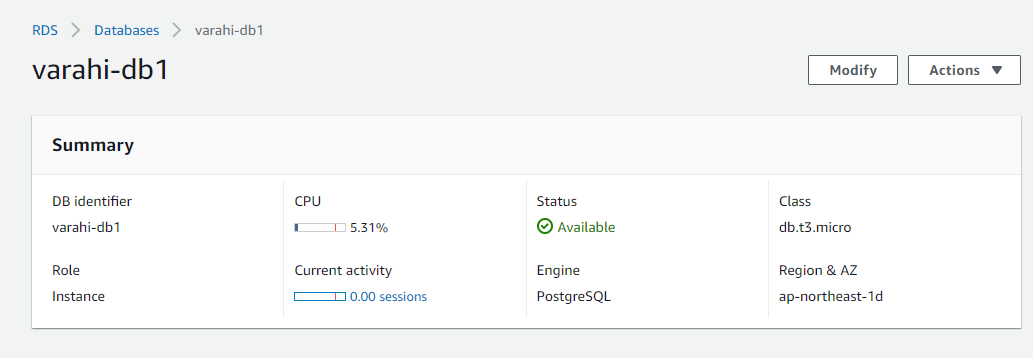 RDS > Databases > varahi-db1
varahi-db1
Modify
Actions
Summary
DB identifier
varahi-db1
CPU
5.31%
Status
Available
Class
db.t3.micro
Role
Instance
Current activity
0.00 sessions
Engine
PostgreSQL
Region & AZ
ap-northeast-1d